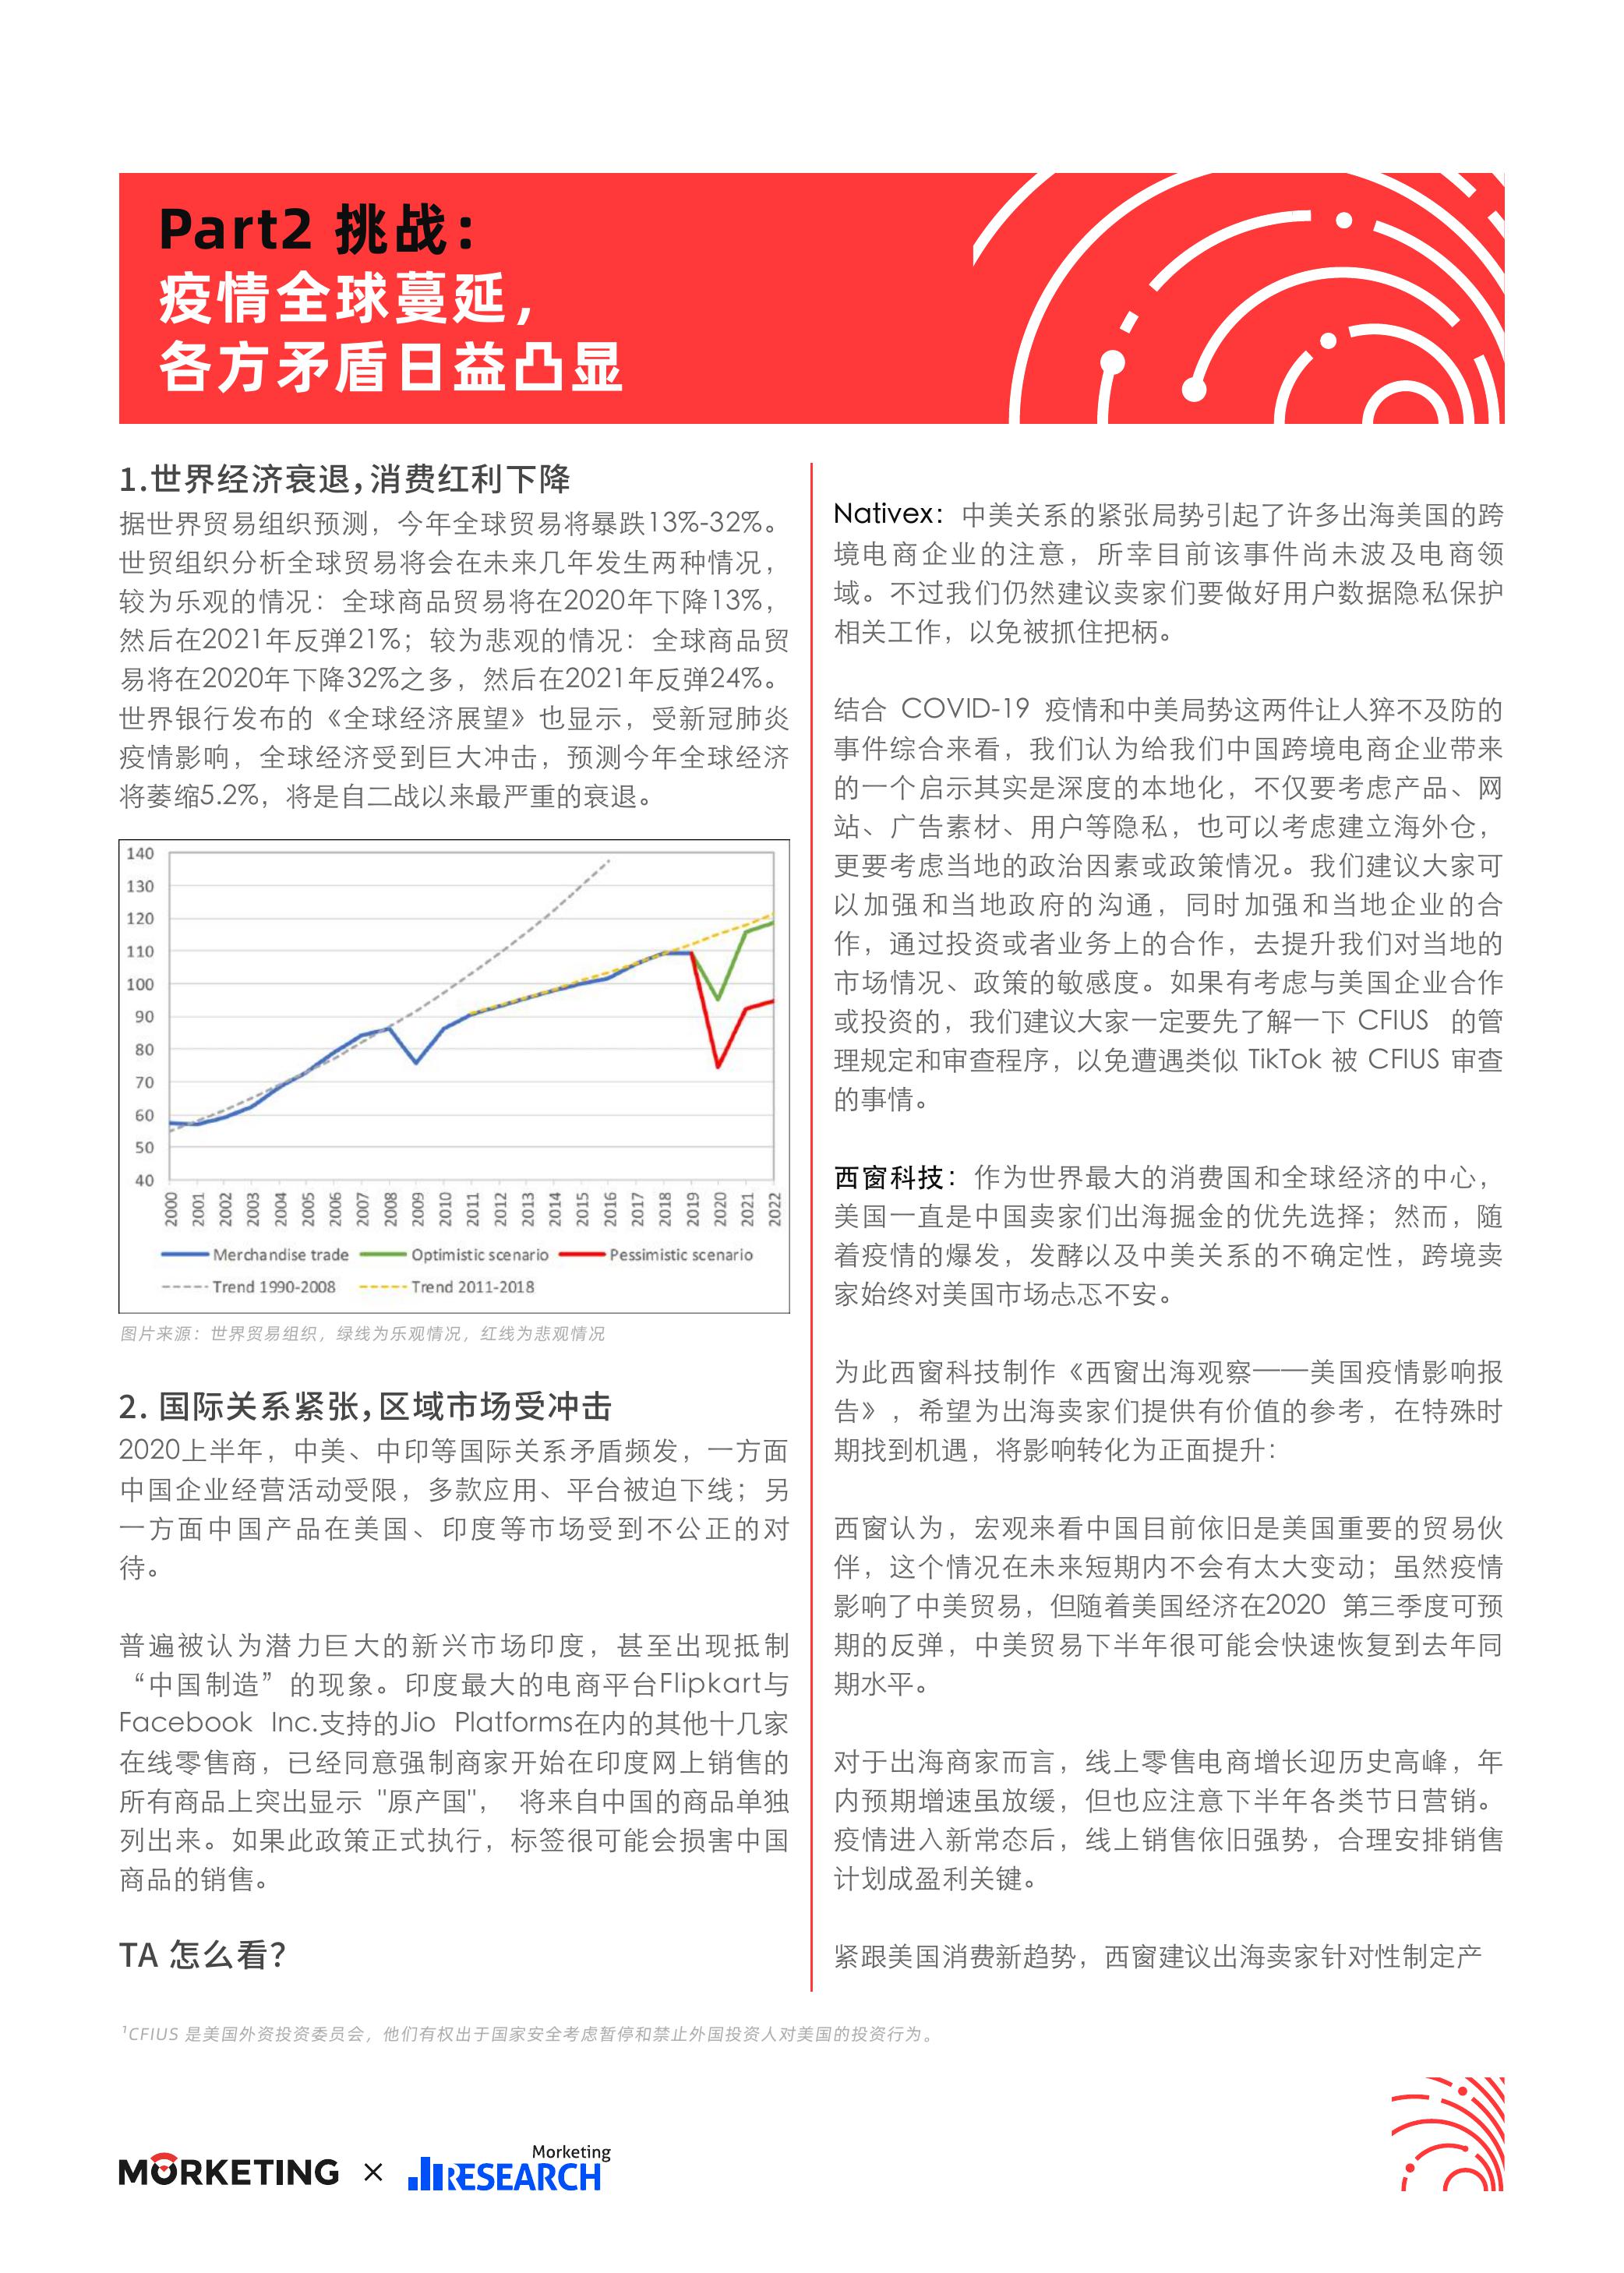 Part2 挑战：
疫情全球蔓延，
各方矛盾日益凸显
1.世界经济衰退，消费红利下降
据世界贸易组织预测，今年全球贸易将暴跌13%-32%。
世贸组织分析全球贸易将会在未来几年发生两种情况，
较为乐观的情况：全球商品贸易将在2020年下降13%，
然后在2021年反弹21%；较为悲观的情况：全球商品贸
易将在2020年下降32%之多，然后在2021年反弹24%。
世界银行发布的《全球经济展望》也显示，受新冠肺炎
疫情影响，全球经济受到巨大冲击，预测今年全球经济
将萎缩5.2%，将是自二战以来最严重的衰退。
140
130
120
110
100
90
80
70
60
50
40
2000 2001 2002 2003 2004 2005 2006 2007 2008 2009 2010 2011 2012 2013 2014 2015 2016 2017 2018 2019 2020 2021 2022
Merchandise trade Optimistic scenario Pessimistic scenario
Trend 1990-2008 Trend 2011-2018
图片来源：世界贸易组织，绿线为乐观情况，红线为悲观情况
2. 国际关系紧张，区域市场受冲击
2020上半年，中美、中印等国际关系矛盾频发，一方面
中国企业经营活动受限，多款应用、平台被迫下线；另
一方面中国产品在美国、印度等市场受到不公正的对
待。
普遍被认为潜力巨大的新兴市场印度，甚至出现抵制
“中国制造”的现象。印度最大的电商平台Flipkart与
Facebook Inc.支持的Jio Platforms在内的其他十几家
在线零售商，已经同意强制商家开始在印度网上销售的
所有商品上突出显示 "原产国"， 将来自中国的商品单独
列出来。如果此政策正式执行，标签很可能会损害中国
商品的销售。
TA 怎么看？
Nativex：中美关系的紧张局势引起了许多出海美国的跨
境电商企业的注意，所幸目前该事件尚未波及电商领
域。不过我们仍然建议卖家们要做好用户数据隐私保护
相关工作，以免被抓住把柄。
结合 COVID-19 疫情和中美局势这两件让人猝不及防的
事件综合来看，我们认为给我们中国跨境电商企业带来
的一个启示其实是深度的本地化，不仅要考虑产品、网
站、广告素材、用户等隐私，也可以考虑建立海外仓，
更要考虑当地的政治因素或政策情况。我们建议大家可
以加强和当地政府的沟通，同时加强和当地企业的合
作，通过投资或者业务上的合作，去提升我们对当地的
市场情况、政策的敏感度。如果有考虑与美国企业合作
或投资的，我们建议大家一定要先了解一下 CFIUS 的管
理规定和审查程序，以免遭遇类似 TikTok 被 CFIUS 审查
的事情。
西窗科技：作为世界最大的消费国和全球经济的中心，
美国一直是中国卖家们出海掘金的优先选择；然而，随
着疫情的爆发，发酵以及中美关系的不确定性，跨境卖
家始终对美国市场忐忑不安。
为此西窗科技制作《西窗出海观察——美国疫情影响报
告》，希望为出海卖家们提供有价值的参考，在特殊时
期找到机遇，将影响转化为正面提升：
西窗认为，宏观来看中国目前依旧是美国重要的贸易伙
伴，这个情况在未来短期内不会有太大变动；虽然疫情
影响了中美贸易，但随着美国经济在2020 第三季度可预
期的反弹，中美贸易下半年很可能会快速恢复到去年同
期水平。
对于出海商家而言，线上零售电商增长迎历史高峰，年
内预期增速虽放缓，但也应注意下半年各类节日营销。
疫情进入新常态后，线上销售依旧强势，合理安排销售
计划成盈利关键。
紧跟美国消费新趋势，西窗建议出海卖家针对性制定产
¹CFIUS 是美国外资投资委员会，他们有权出于国家安全考虑暂停和禁止外国投资人对美国的投资行为。
MORKETING × Morketing RESEARCH